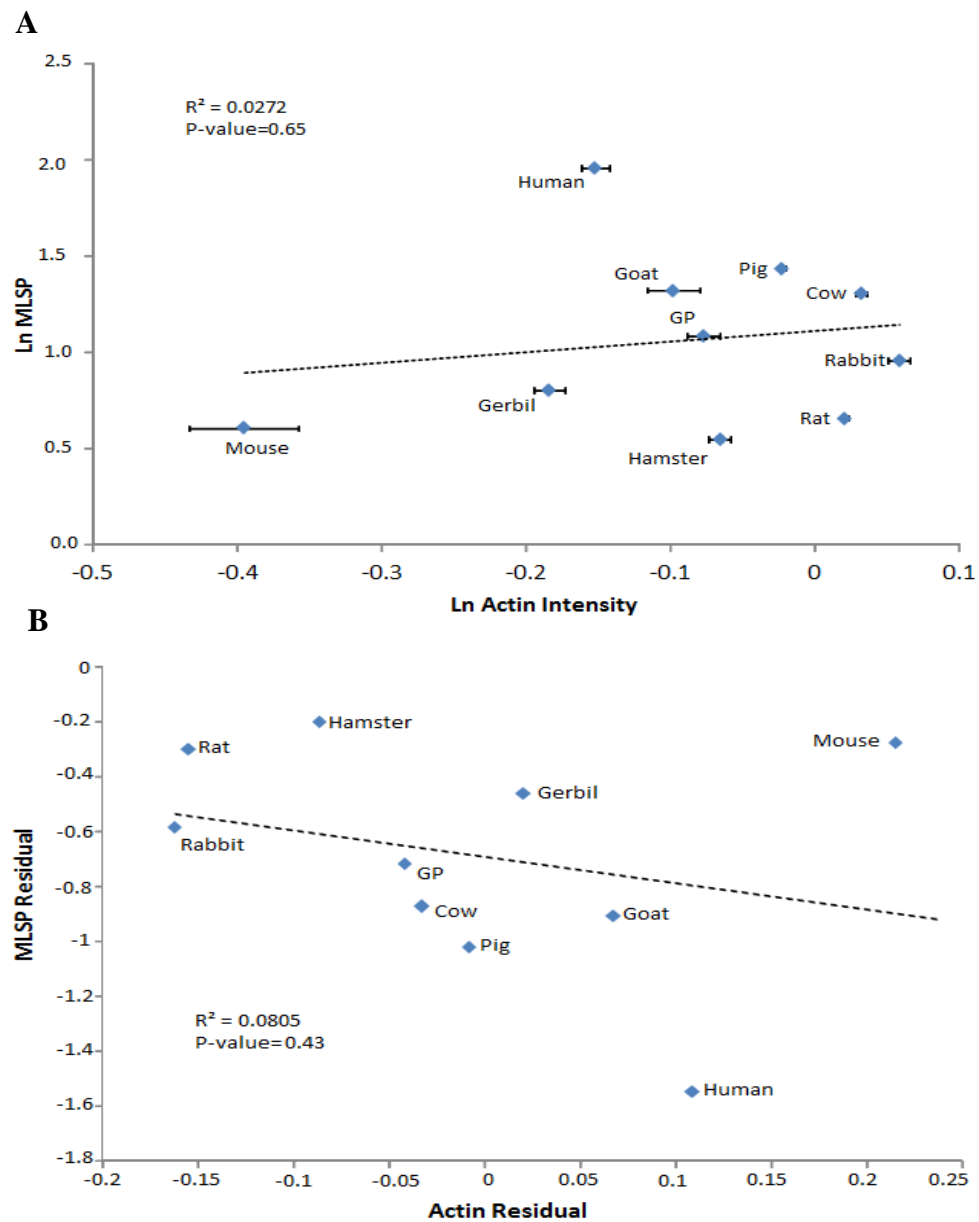 A
2.5
R² = 0.0272
P-value=0.65
2.0
Human
1.5
Goat
Pig
Cow
GP
Ln MLSP
1.0
Rabbit
Gerbil
Rat
0.5
Mouse
Hamster
0.0
-0.5 -0.4 -0.3 -0.2 -0.1 0 0.1
Ln Actin Intensity
B
0
-0.2
Hamster
Rat
Mouse
-0.4
Gerbil
-0.6
Rabbit
MLSP Residual
GP
-0.8
Cow
Goat
-1
Pig
-1.2
R² = 0.0805
P-value=0.43
-1.4
Human
-1.6
-1.8
-0.2 -0.15 -0.1 -0.05 0 0.05 0.1 0.15 0.2 0.25
Actin Residual